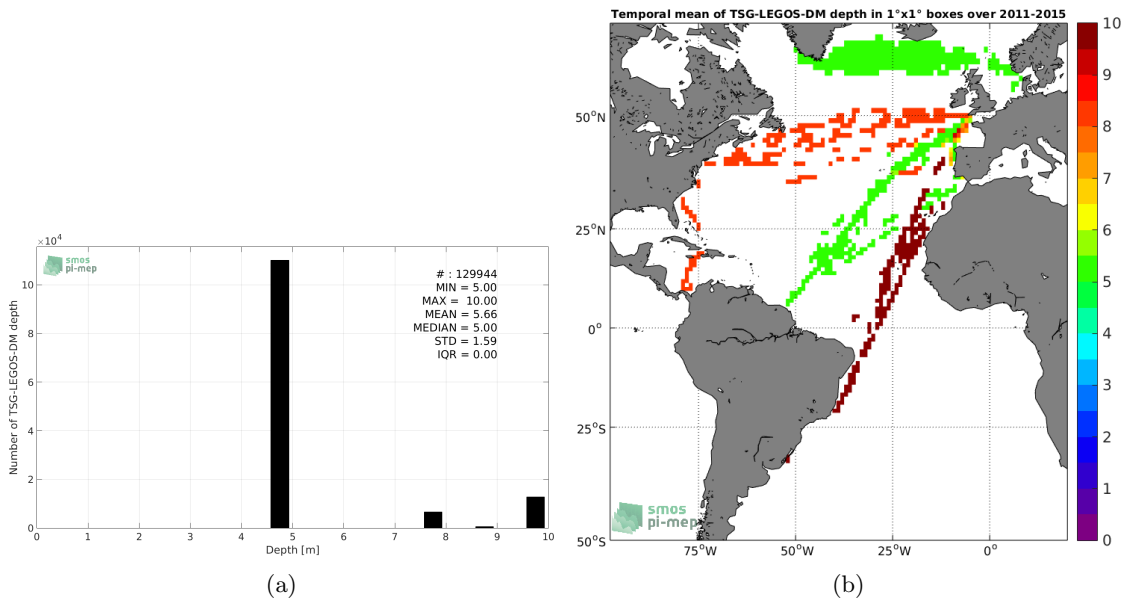 ×10⁴
smos
pi-mep
# : 129944
MIN = 5.00
MAX = 10.00
MEAN = 5.66
MEDIAN = 5.00
STD = 1.59
IQR = 0.00
Number of TSG-LEGOS-DM depth
10
8
6
4
2
0
0 1 2 3 4 5 6 7 8 9 10
Depth [m]
(a)
Temporal mean of TSG-LEGOS-DM depth in 1°x1° boxes over 2011-2015
50°N
25°N
0°
25°S
50°S
75°W 50°W 25°W 0°
smos
pi-mep
10
9
8
7
6
5
4
3
2
1
0
(b)